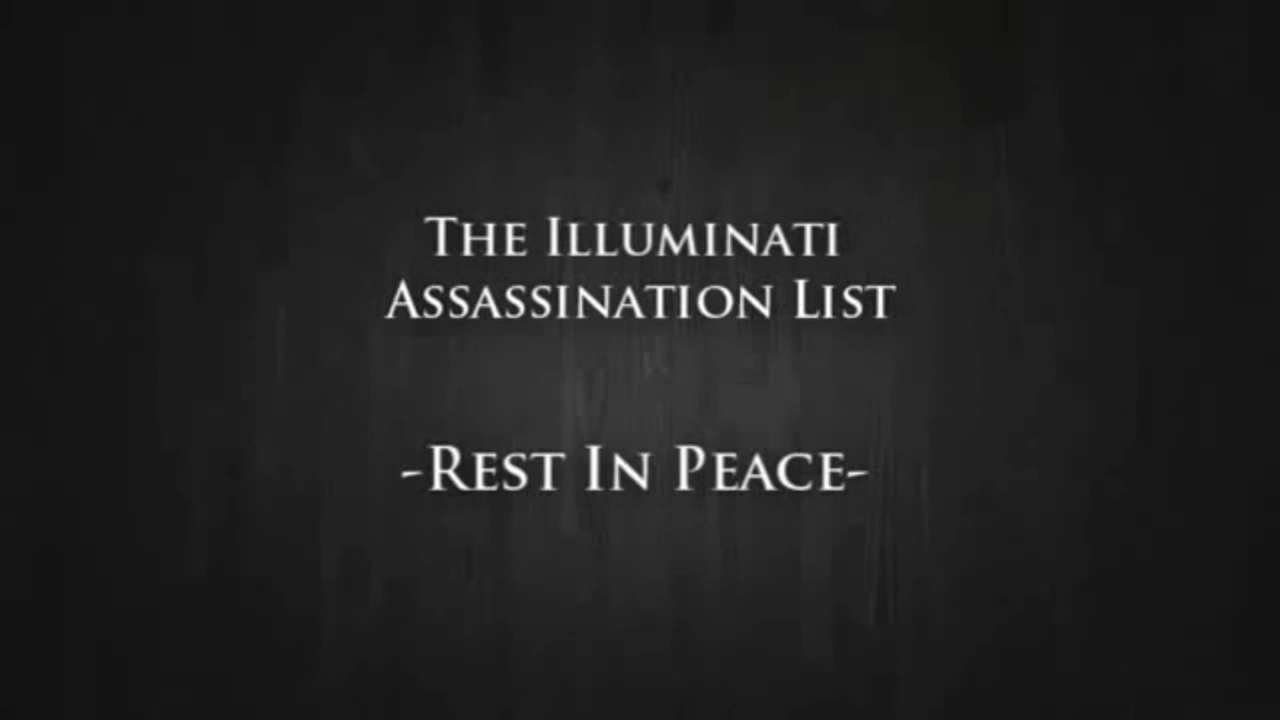 The Illuminati
Assassination List
-Rest In Peace-